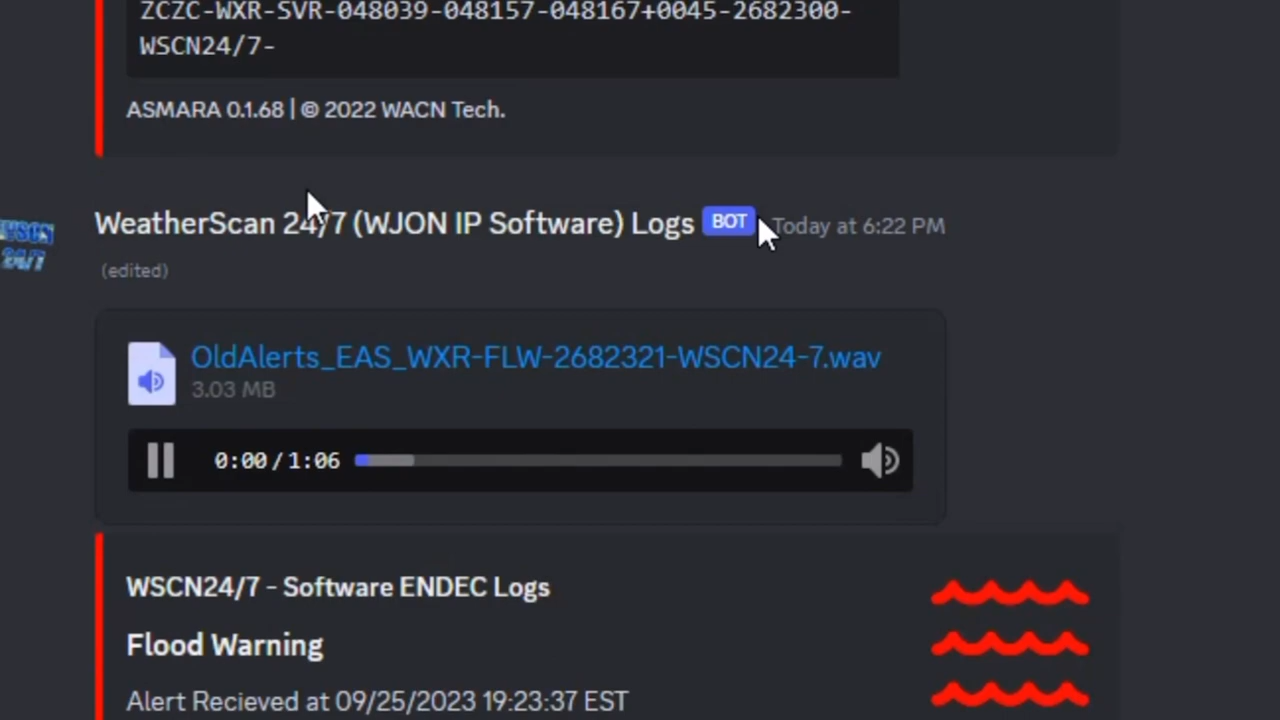 ZCZC-WXR-SVR-048039-048157-048167+0045-2682300-
WSCN24/7-
ASMARA 0.1.68 | © 2022 WACN Tech.
WSCN
24/7
WeatherScan 24/7 (WJON IP Software) Logs BOT Today at 6:22 PM
(edited)
OldAlerts_EAS_WXR-FLW-2682321-WSCN24-7.wav
3.03 MB
0:00 / 1:06
WSCN24/7 - Software ENDEC Logs
Flood Warning
Alert Recieved at 09/25/2023 19:23:37 EST